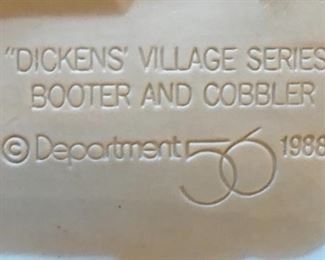 "DICKENS' VILLAGE SERIES
BOOTER AND COBBLER
© Department 56 1988